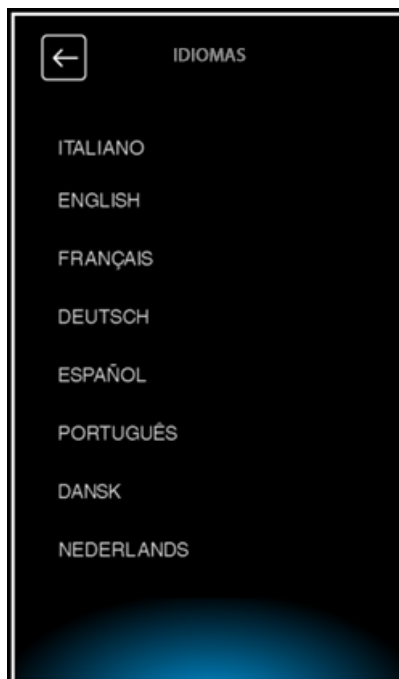 IDIOMAS
ITALIANO
ENGLISH
FRANÇAIS
DEUTSCH
ESPAÑOL
PORTUGUÊS
DANSK
NEDERLANDS